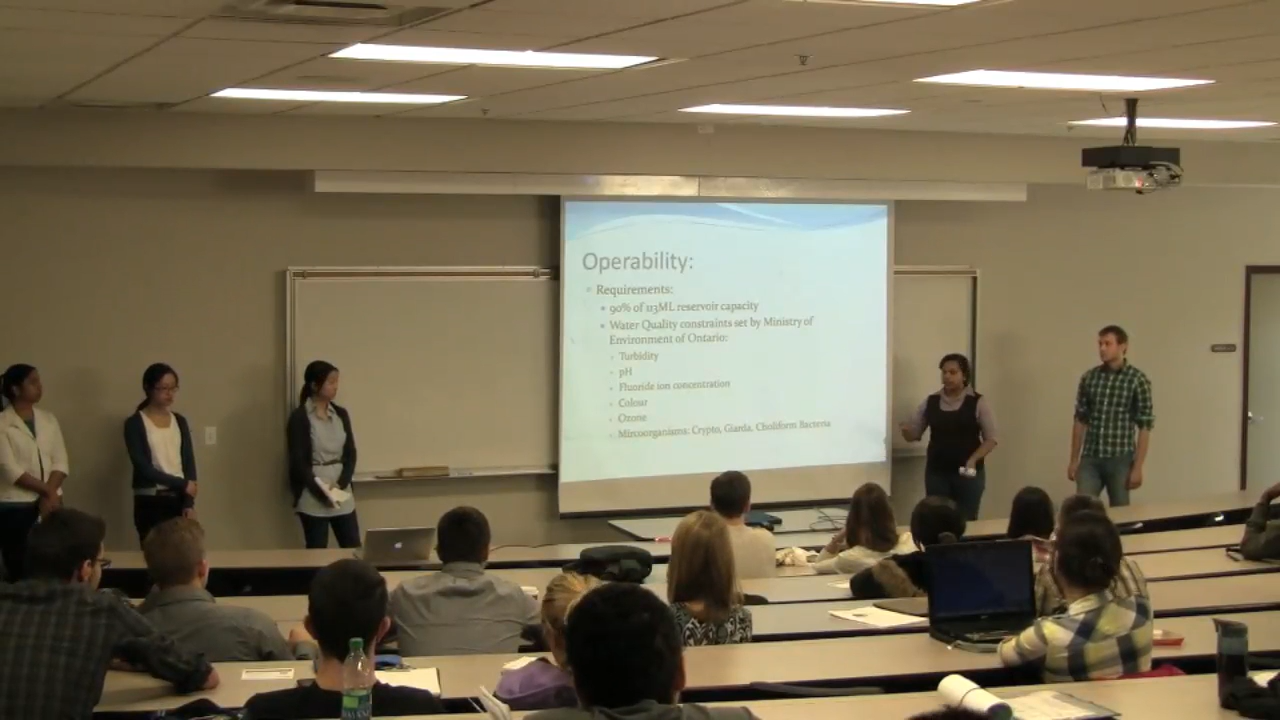 Operability:
Requirements:
90% of 113ML reservoir capacity
Water Quality constraints set by Ministry of
Environment of Ontario:
Turbidity
pH
Fluoride ion concentration
Colour
Ozone
Mircoorganisms: Crypto, Giarda, Choliform Bacteria